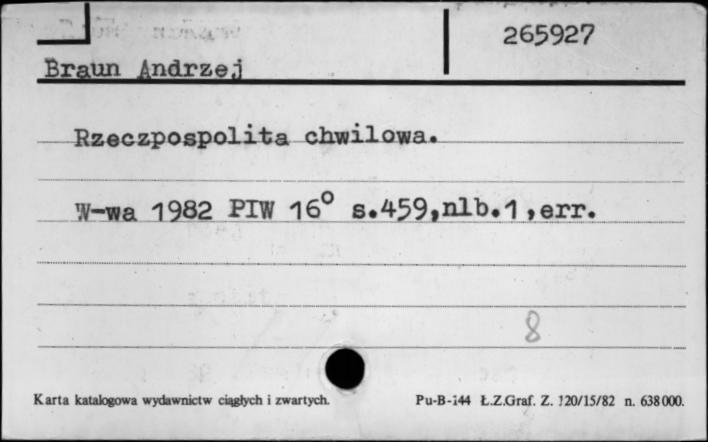 265927
Braun Andrzej
Rzeczpospolita chwilowa.
W-wa 1982 PIW 16° s.459,nlb.1,err.
8
Karta katalogowa wydawnictw ciągłych i zwartych. Pu-B-144 Ł.Z.Graf. Z. 120/15/82 n. 638000.